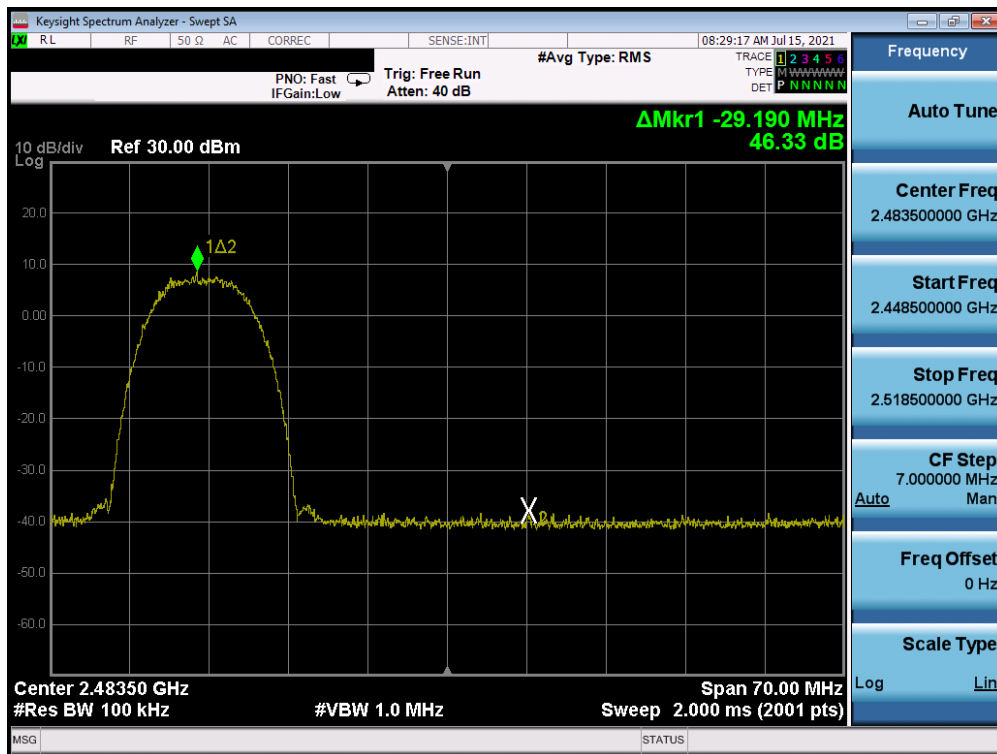 Keysight Spectrum Analyzer - Swept SA
LXI RL RF 50 Ω AC CORREC SENSE:INT 08:29:17 AM Jul 15, 2021
#Avg Type: RMS
TRACE 1 2 3 4 5 6
PNO: Fast Trig: Free Run
TYPE M WWWWW
IFGain:Low Atten: 40 dB
DET P N N N N N
ΔMkr1 -29.190 MHz
46.33 dB
10 dB/div Ref 30.00 dBm
Log
20.0
1Δ2
10.0
0.00
-10.0
-20.0
-30.0
-40.0
X2
-50.0
-60.0
Center 2.48350 GHz Span 70.00 MHz
#Res BW 100 kHz #VBW 1.0 MHz Sweep 2.000 ms (2001 pts)
MSG STATUS
Frequency
Auto Tune
Center Freq
2.483500000 GHz
Start Freq
2.448500000 GHz
Stop Freq
2.518500000 GHz
CF Step
7.000000 MHz
Auto Man
Freq Offset
0 Hz
Scale Type
Log Lin